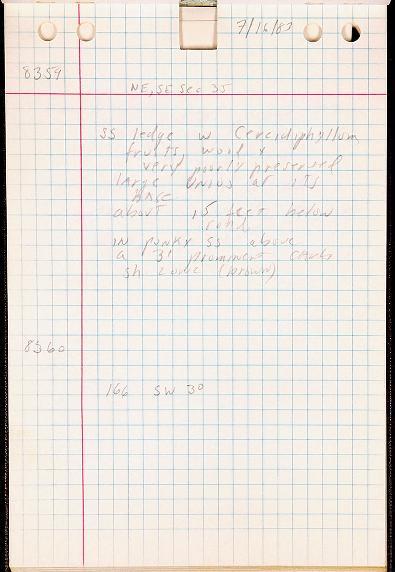 7/16/83
8359
NE, SE Sec 35
SS ledge w Cercidiphyllum
fruits, wood &
very poorly preserved
large Unios at its
base
about 15 feet below
road
in punky SS above
a 3' prominent carb
sh zone (brown)
8360
166 SW 30